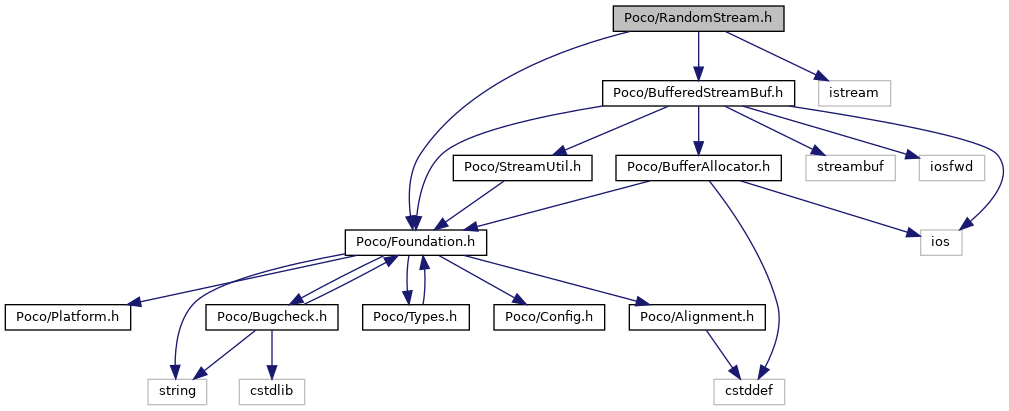 Poco/RandomStream.h
Poco/BufferedStreamBuf.h
istream
Poco/StreamUtil.h
Poco/BufferAllocator.h
streambuf
iosfwd
Poco/Foundation.h
ios
Poco/Platform.h
Poco/Bugcheck.h
Poco/Types.h
Poco/Config.h
Poco/Alignment.h
string
cstdlib
cstddef